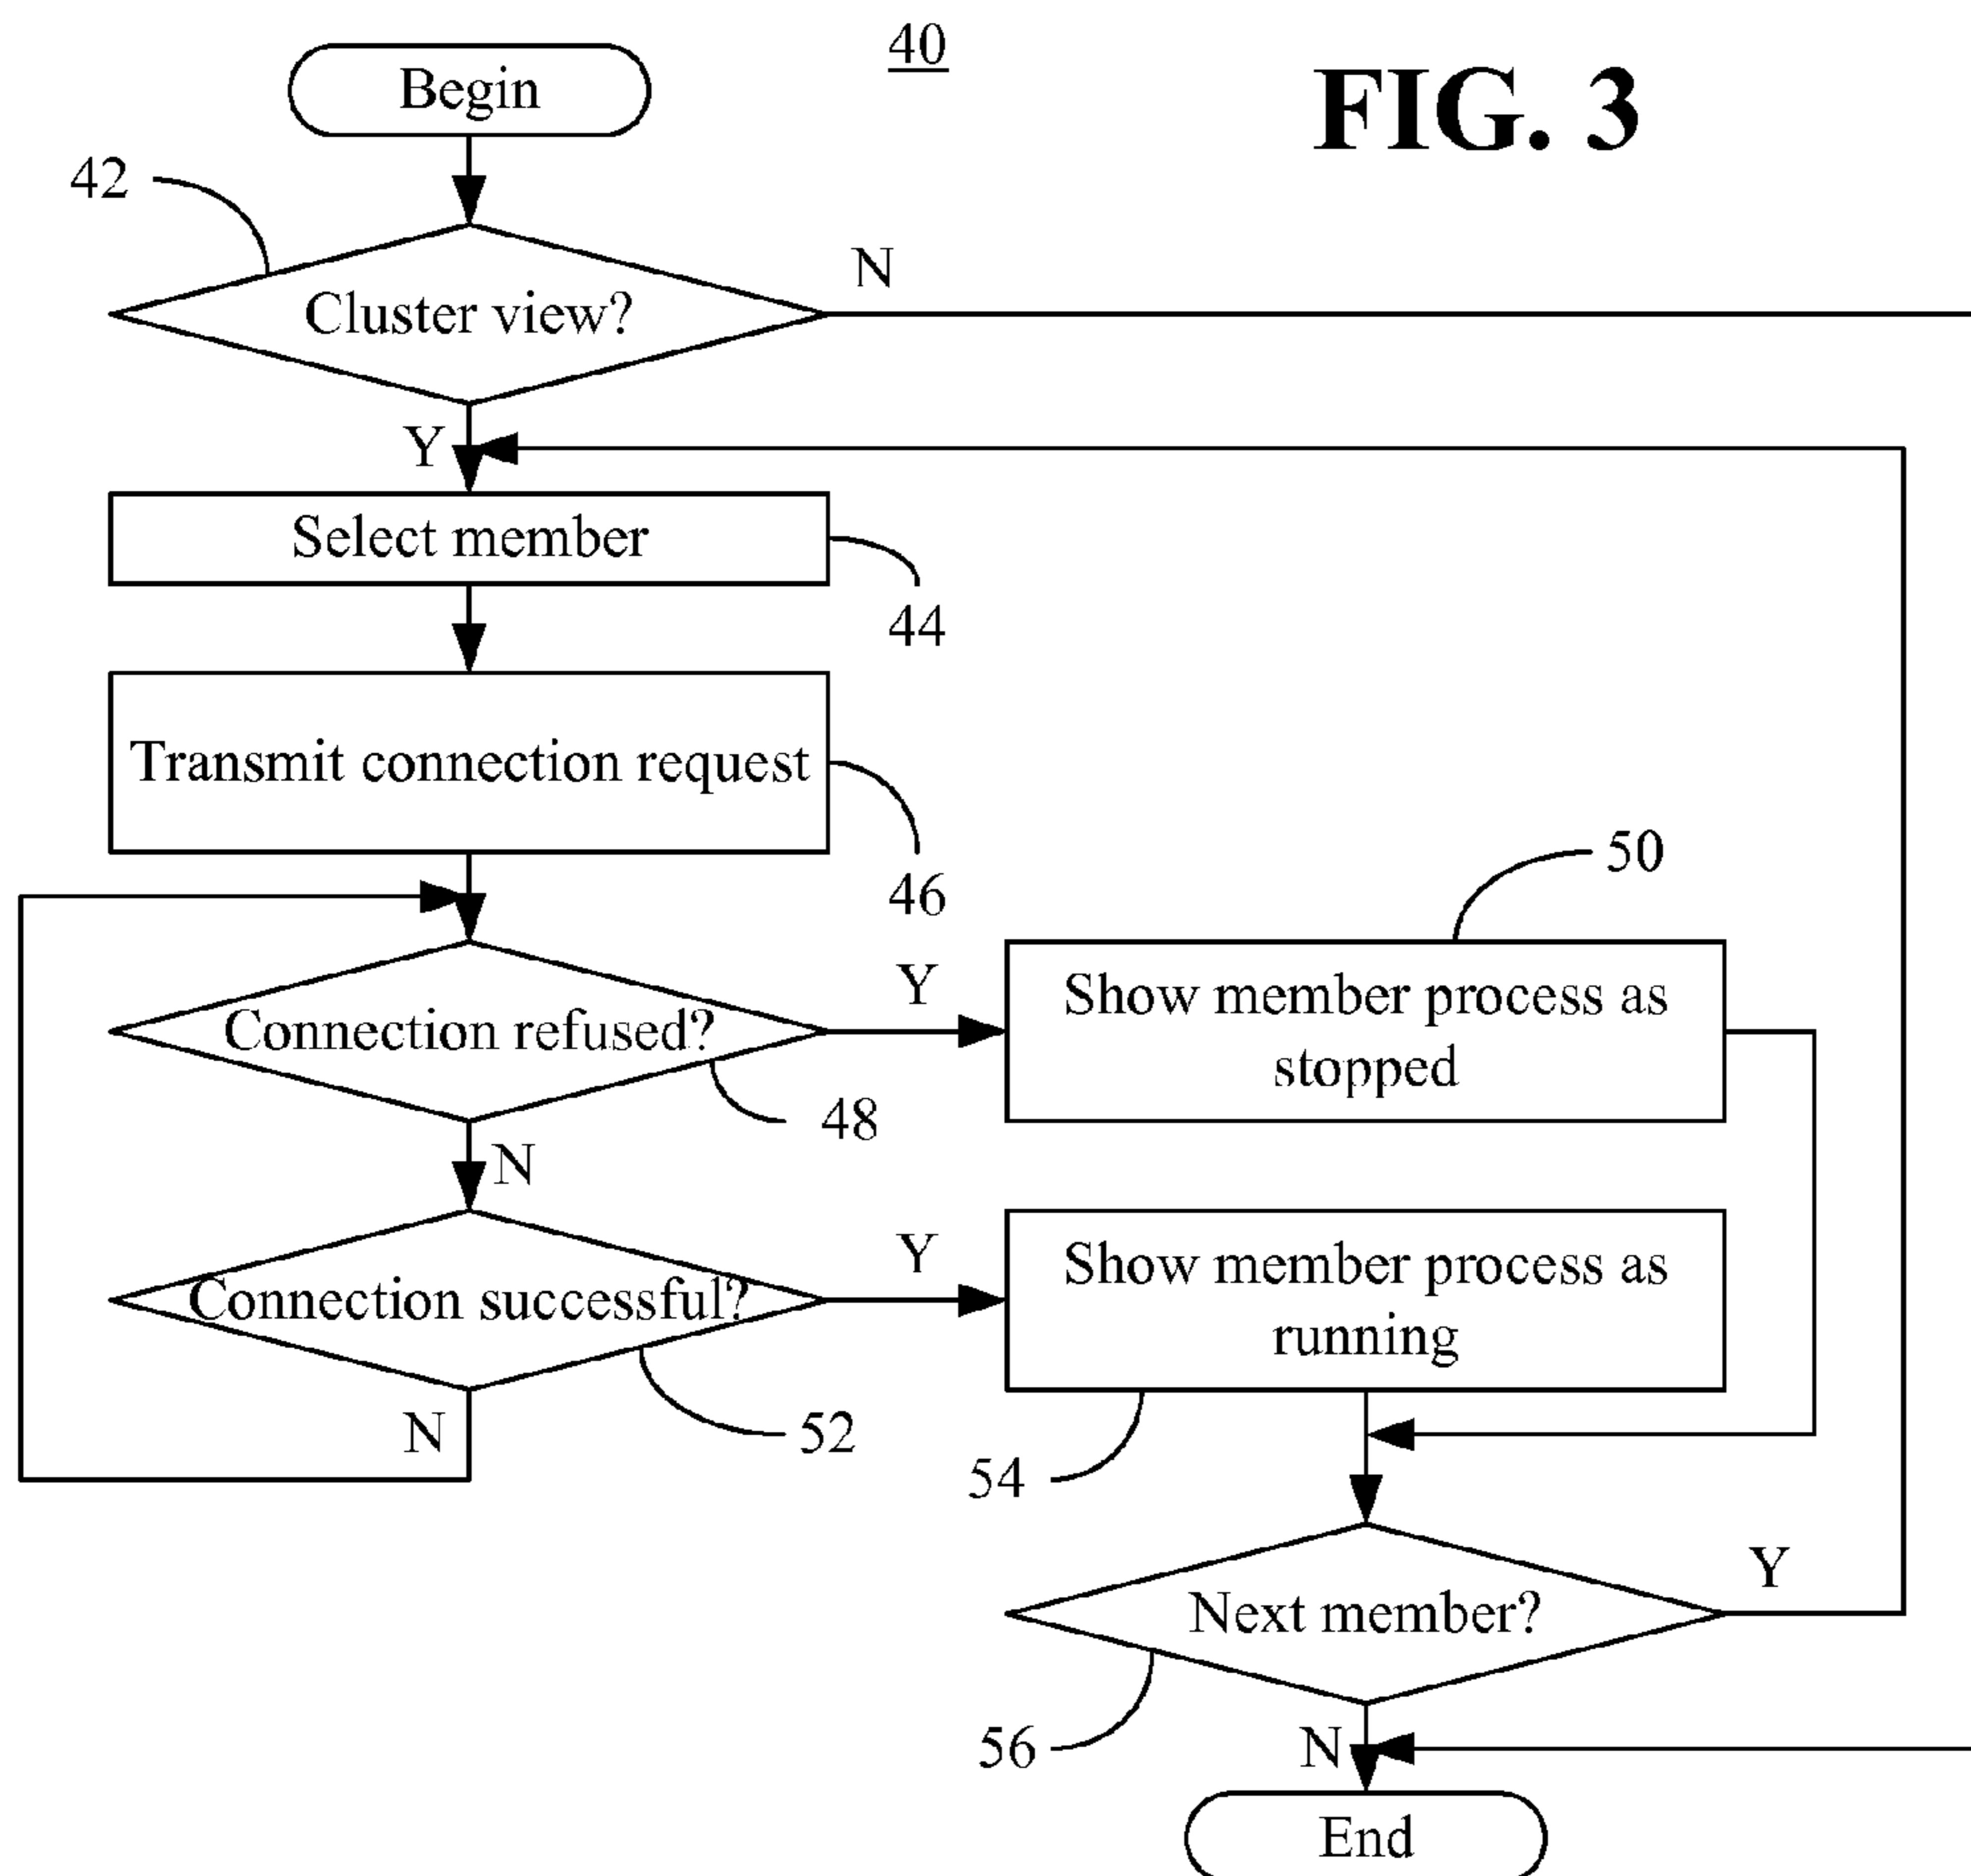 40
FIG. 3
Begin
42
Cluster view?
N
Y
Select member
44
Transmit connection request
46
50
Connection refused?
Y
Show member process as
stopped
48
N
Connection successful?
Y
Show member process as
running
N
52
54
Next member?
Y
56
N
End